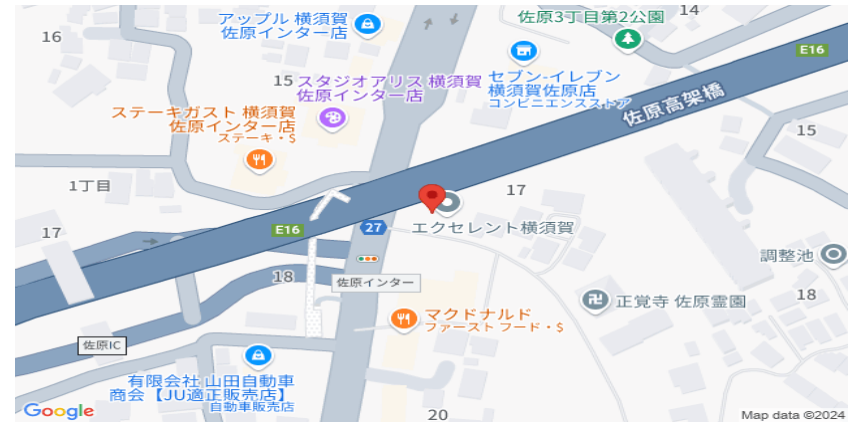 アップル 横須賀
佐原インター店
佐原3丁目第2公園
14
16
E16
15
スタジオアリス 横須賀
佐原インター店
セブン-イレブン
横須賀佐原店
コンビニエンスストア
佐原高架橋
ステーキガスト 横須賀
佐原インター店
ステーキ・$
15
1丁目
17
17
E16
27
エクセレント横須賀
調整池
18
佐原インター
正覚寺 佐原霊園
18
マクドナルド
ファースト フード・$
佐原IC
有限会社 山田自動車
商会【JU適正販売店】
自動車販売店
20
Google
Map data ©2024